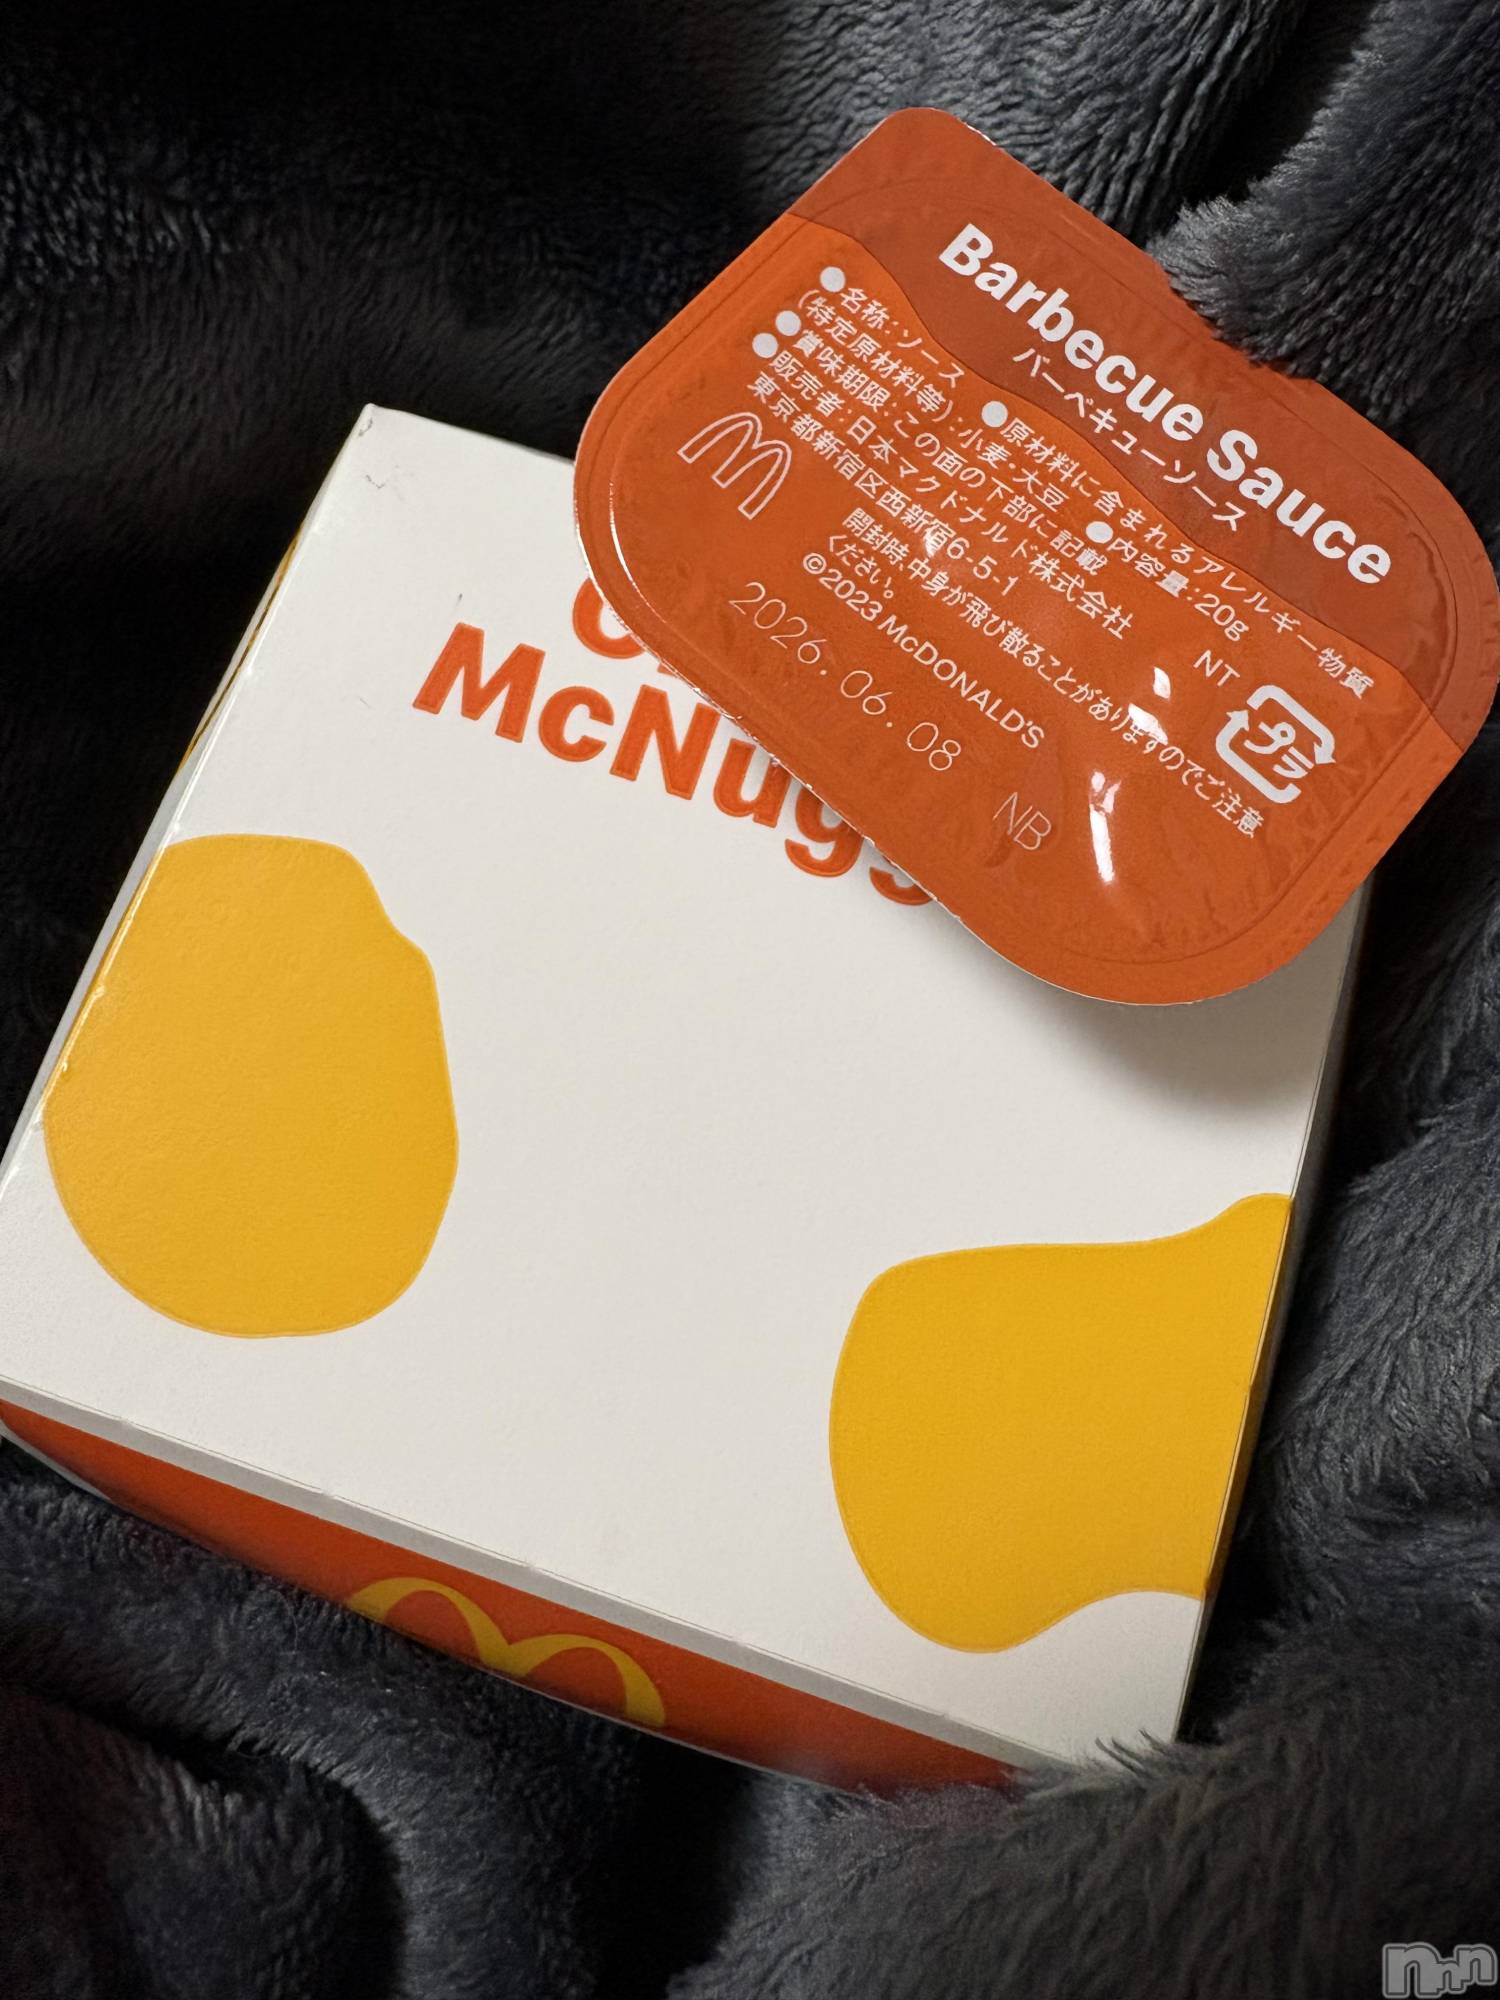 Barbecue Sauce
バーベキューソース
●名称:ソース ●原材料に含まれるアレルギー物質
(特定原材料等):小麦・大豆 ●内容量:20g
●賞味期限:この面の下部に記載
●販売者:日本マクドナルド株式会社
東京都新宿区西新宿6-5-1
NT
開封時、中身が飛び散ることがありますのでご注意
ください。
©2023 McDONALD'S
プラ
2026.06.08 NB
McNugg